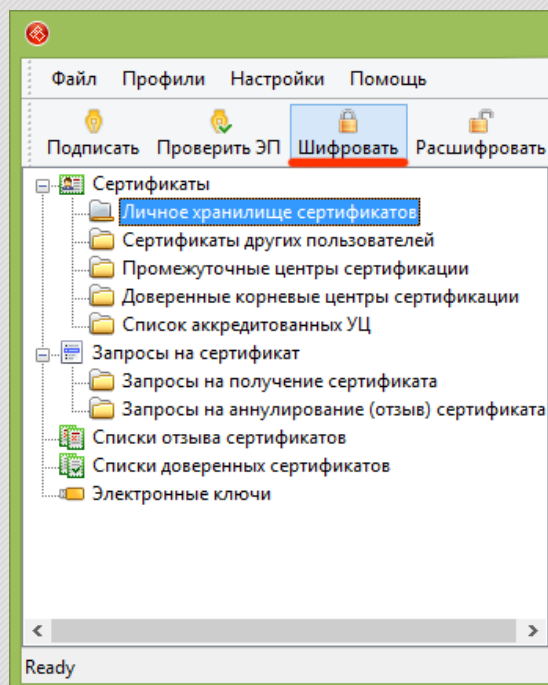 Файл Профили Настройки Помощь
Подписать Проверить ЭП Шифровать Расшифровать
Сертификаты
Личное хранилище сертификатов
Сертификаты других пользователей
Промежуточные центры сертификации
Доверенные корневые центры сертификации
Список аккредитованных УЦ
Запросы на сертификат
Запросы на получение сертификата
Запросы на аннулирование (отзыв) сертификата
Списки отзыва сертификатов
Списки доверенных сертификатов
Электронные ключи
Ready